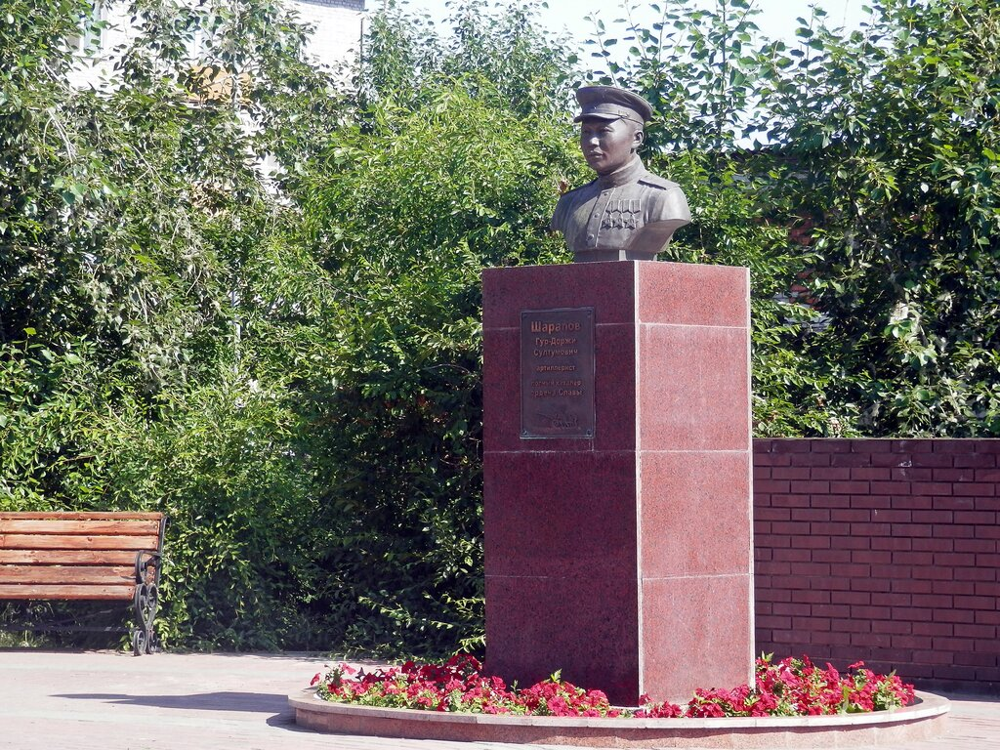 Шарапов
Гур-Доржи
Султумович
артиллерист
полный кавалер
ордена Славы